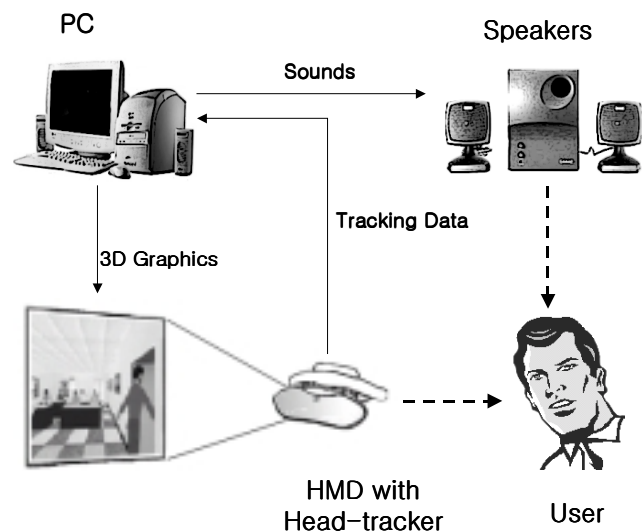 PC
Speakers
Sounds
Tracking Data
3D Graphics
HMD with
Head-tracker
User